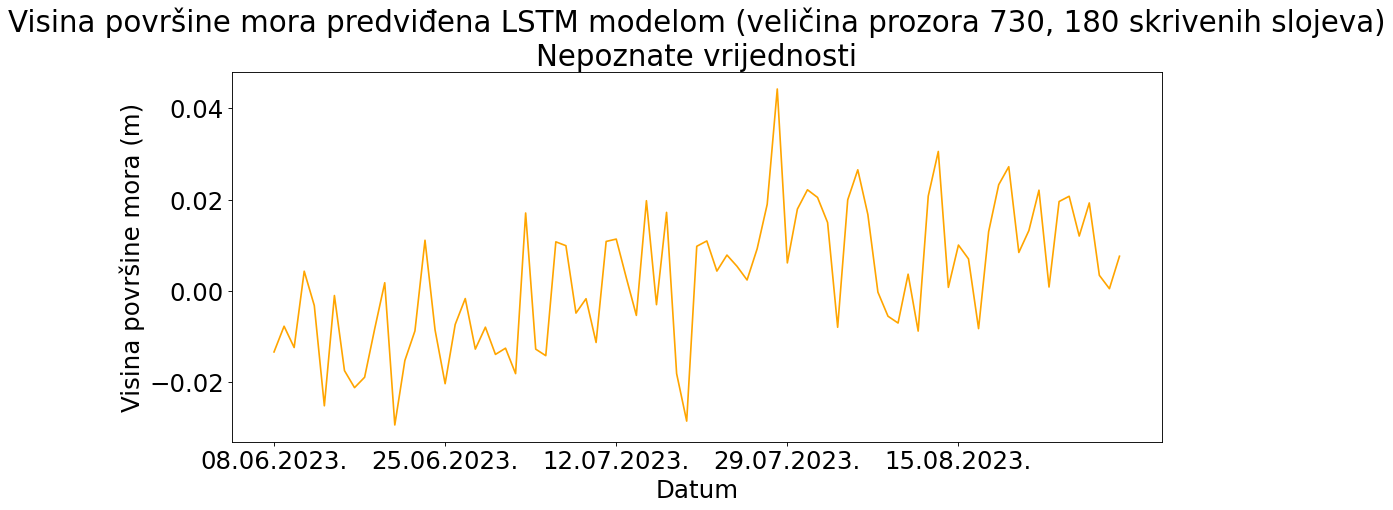 Visina površine mora predviđena LSTM modelom (veličina prozora 730, 180 skrivenih slojeva)
Nepoznate vrijednosti
Visina površine mora (m)
0.04
0.02
0.00
−0.02
08.06.2023. 25.06.2023. 12.07.2023. 29.07.2023. 15.08.2023.
Datum